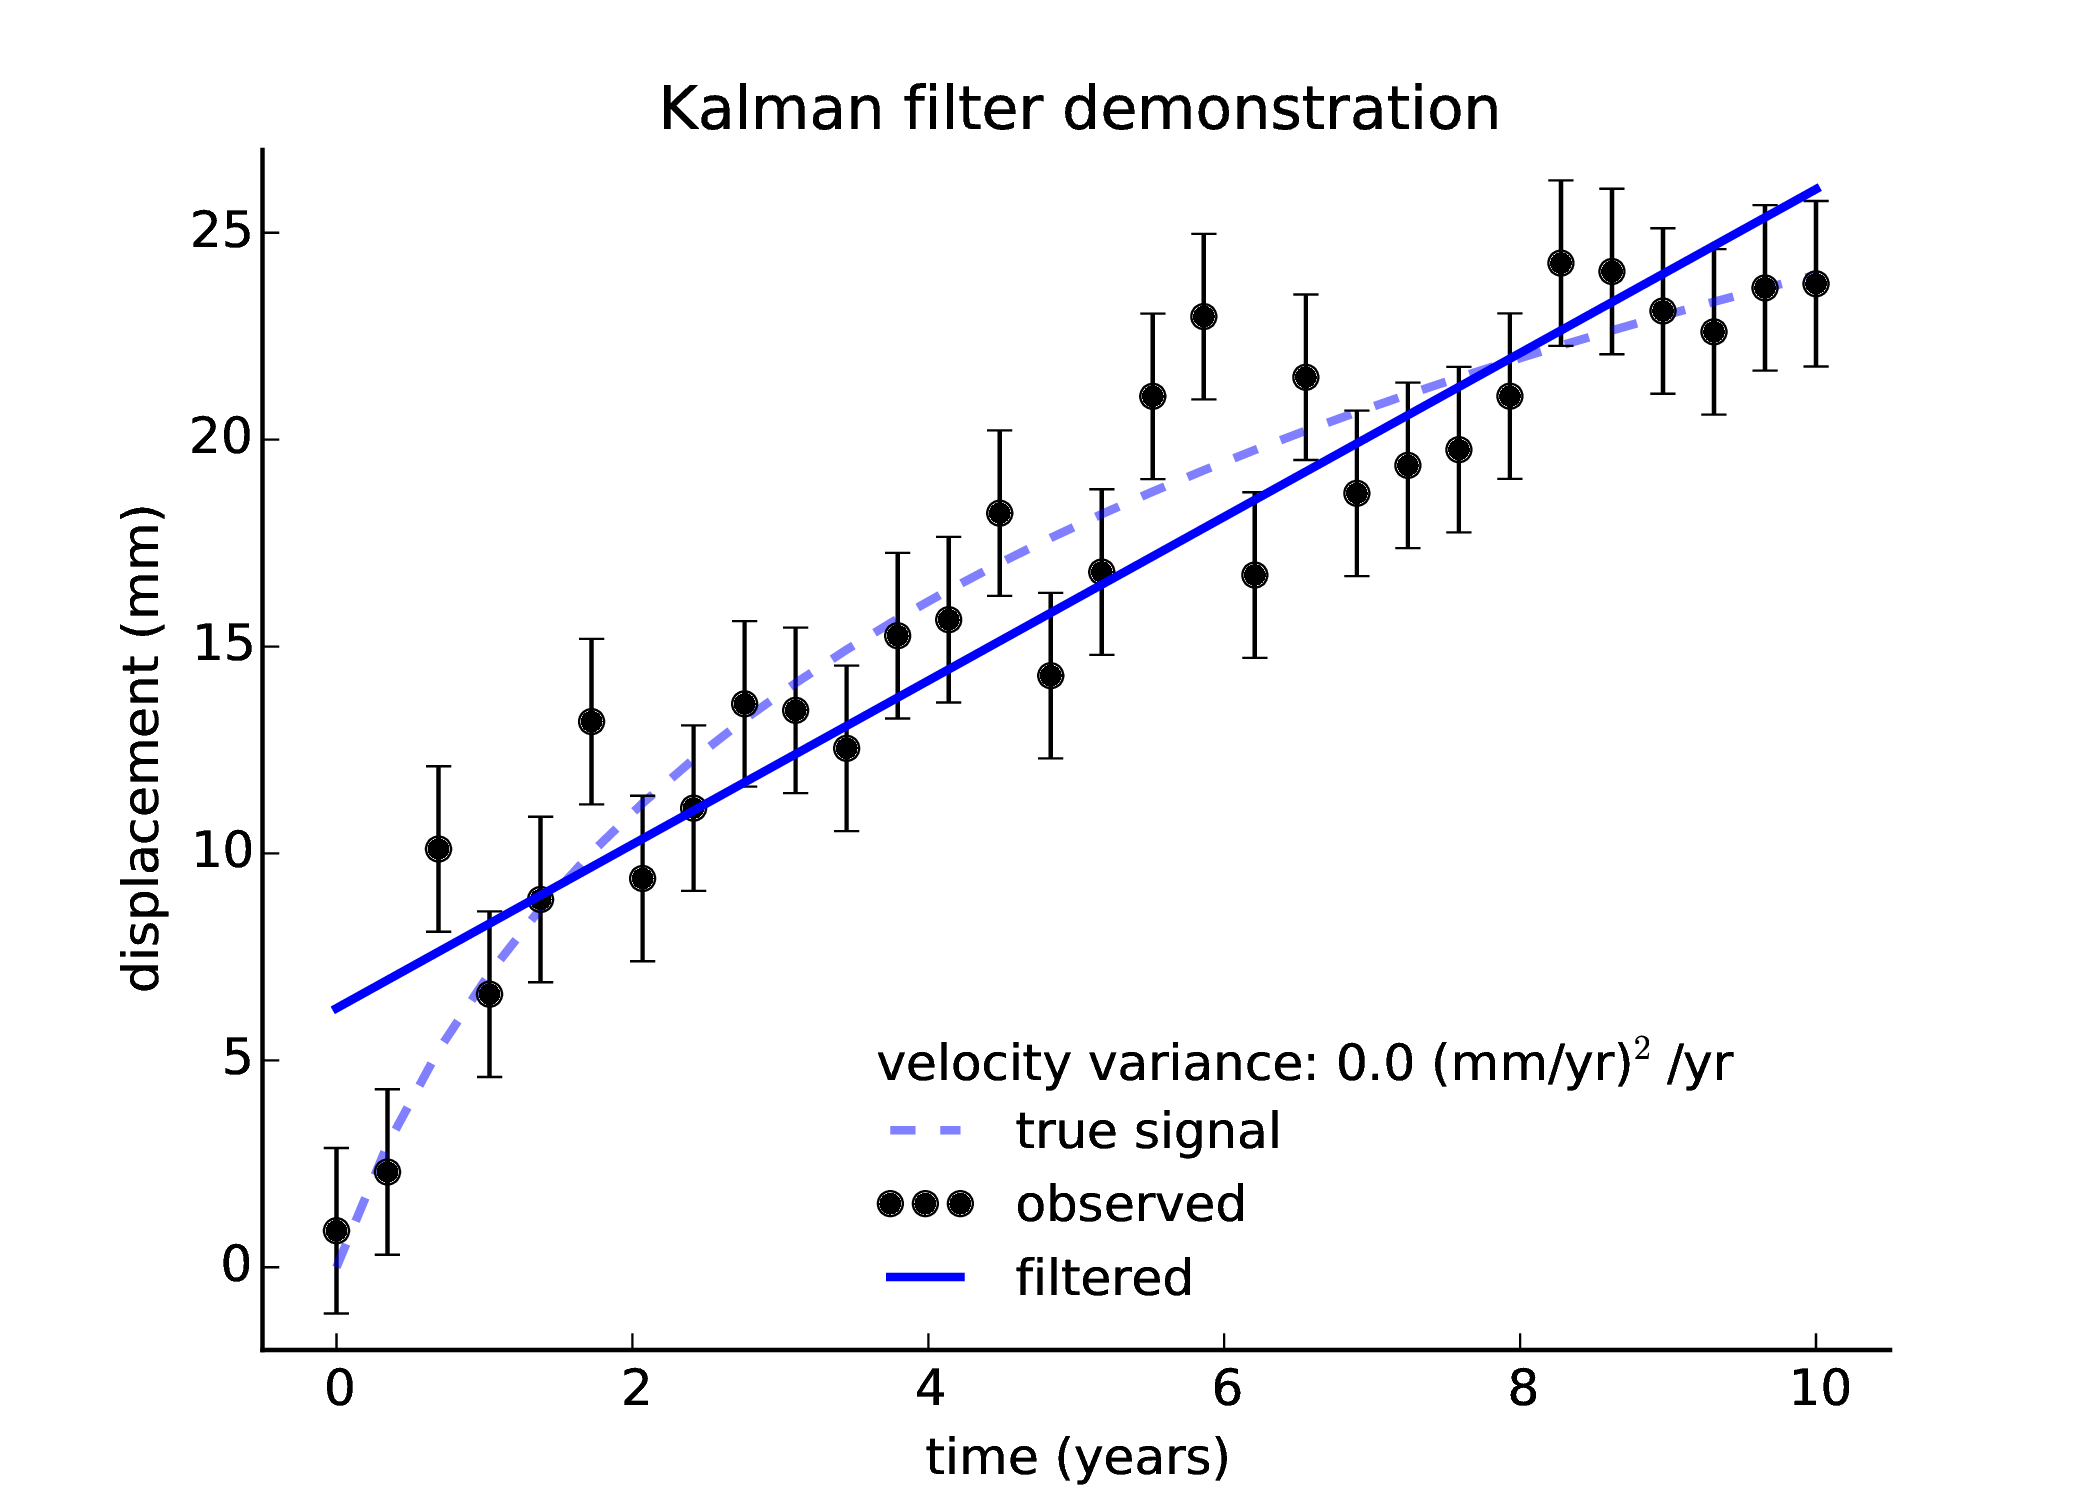 Kalman filter demonstration
25
20
15
10
5
0
displacement (mm)
velocity variance: 0.0 (mm/yr)² /yr
true signal
observed
filtered
0 2 4 6 8 10
time (years)